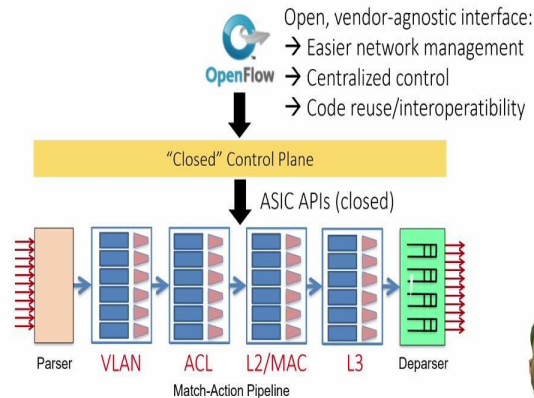 Open, vendor-agnostic interface:
→ Easier network management
→ Centralized control
→ Code reuse/interoperatibility
OpenFlow
"Closed" Control Plane
ASIC APIs (closed)
Parser VLAN ACL L2/MAC L3 Deparser
Match-Action Pipeline